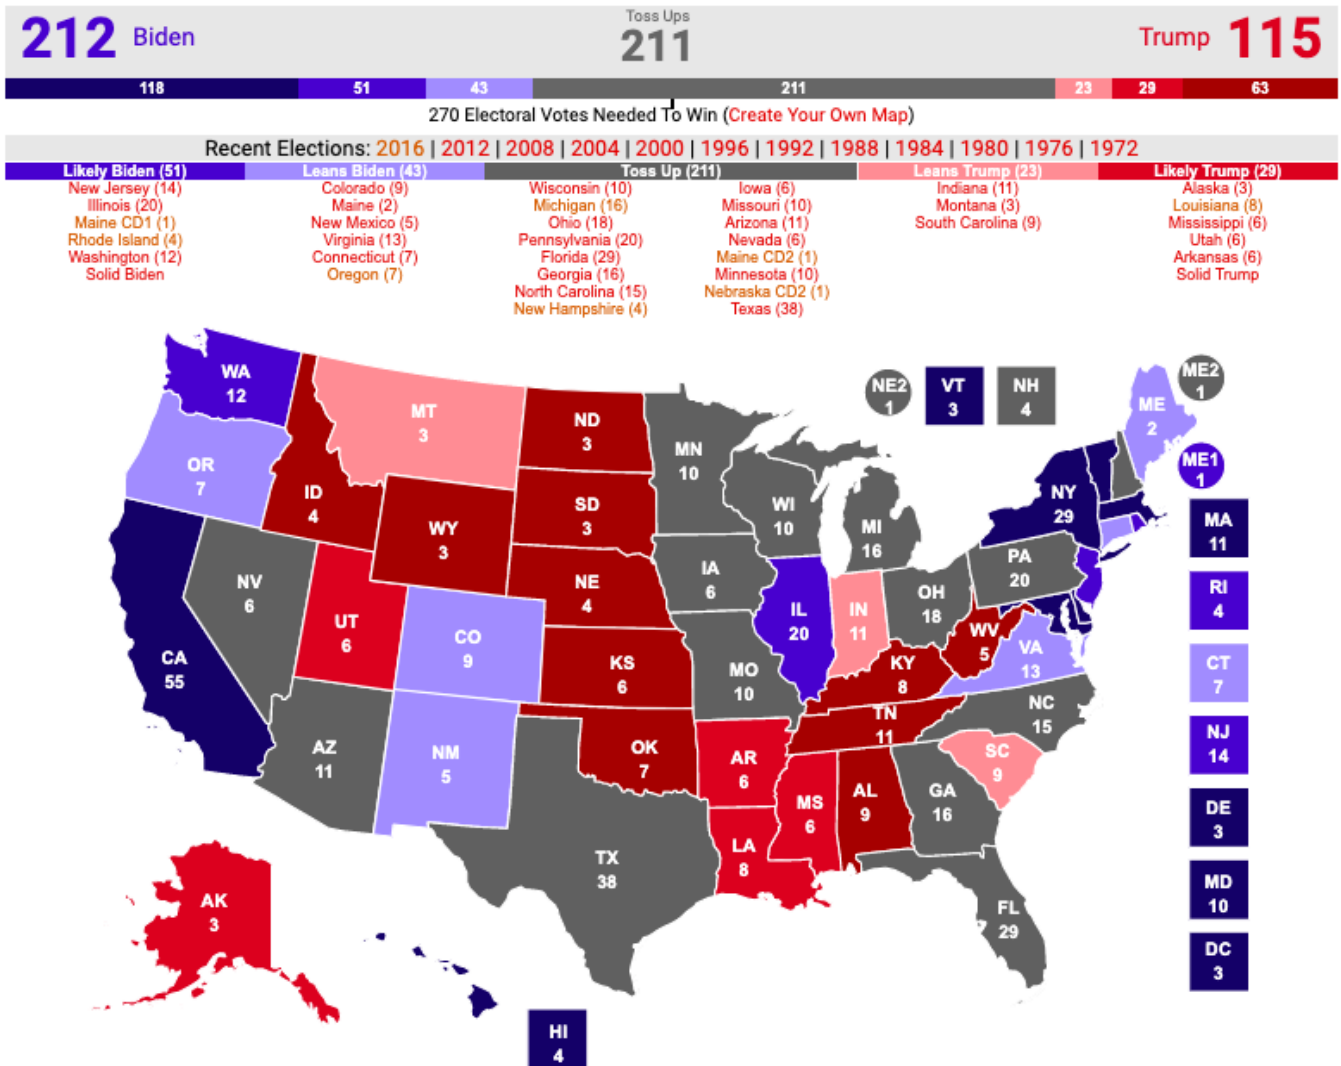 212 Biden
Toss Ups
211
Trump 115
118 51 43 211 23 29 63
270 Electoral Votes Needed To Win (Create Your Own Map)
Recent Elections: 2016 | 2012 | 2008 | 2004 | 2000 | 1996 | 1992 | 1988 | 1984 | 1980 | 1976 | 1972
Likely Biden (51)
New Jersey (14)
Illinois (20)
Maine CD1 (1)
Rhode Island (4)
Washington (12)
Solid Biden
Leans Biden (43)
Colorado (9)
Maine (2)
New Mexico (5)
Virginia (13)
Connecticut (7)
Oregon (7)
Toss Up (211)
Wisconsin (10)
Michigan (16)
Ohio (18)
Pennsylvania (20)
Florida (29)
Georgia (16)
North Carolina (15)
New Hampshire (4)
Iowa (6)
Missouri (10)
Arizona (11)
Nevada (6)
Maine CD2 (1)
Minnesota (10)
Nebraska CD2 (1)
Texas (38)
Leans Trump (23)
Indiana (11)
Montana (3)
South Carolina (9)
Likely Trump (29)
Alaska (3)
Louisiana (8)
Mississippi (6)
Utah (6)
Arkansas (6)
Solid Trump
WA
12
OR
7
CA
55
NV
6
ID
4
MT
3
WY
3
UT
6
AZ
11
CO
9
NM
5
ND
3
SD
3
NE
4
KS
6
OK
7
TX
38
MN
10
IA
6
MO
10
AR
6
LA
8
WI
10
IL
20
MS
6
MI
16
IN
11
KY
8
TN
11
AL
9
OH
18
WV
5
GA
16
FL
29
SC
9
NC
15
VA
13
PA
20
NY
29
NE2
1
VT
3
NH
4
ME
2
ME2
1
ME1
1
MA
11
RI
4
CT
7
NJ
14
DE
3
MD
10
DC
3
AK
3
HI
4